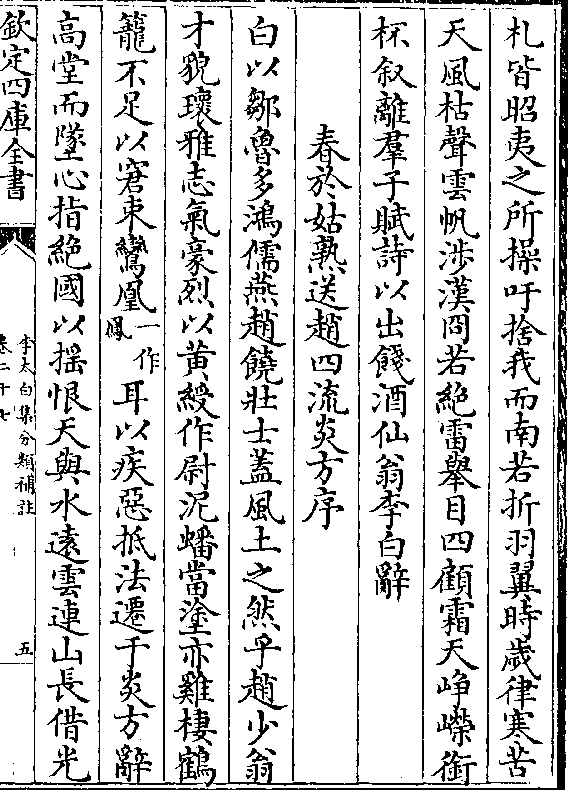 札皆昭夷之所操吁捨我而南若折羽翼時歲律寒苦
天風枯聲雲帆涉漢冏若絶雷舉目四顧霜天崢嶸銜
杯叙離羣子賦詩以出餞酒仙翁李白辭
春於姑熟送趙四流炎方序
白以鄒魯多鴻儒燕趙饒壯士蓋風土之然乎趙少翁
才貌瓌雅志氣豪烈以黄綬作尉泥蟠當塗亦雞棲鶴
籠不足以窘束鸞凰一作鳳耳以疾惡抵法遷于炎方辭
高堂而墜心指絶國以揺恨天與水遠雲連山長借光
欽定四庫全書
李太白集分類補註
卷二十七
五